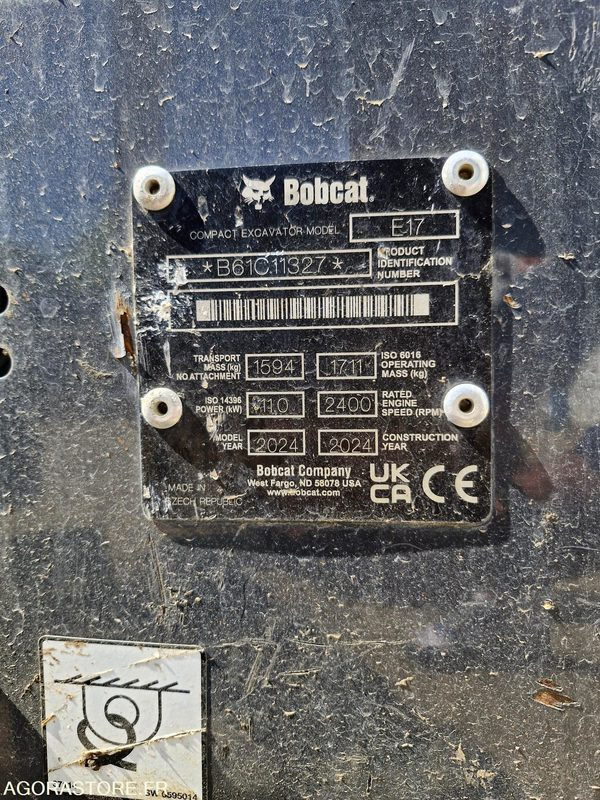 Bobcat®
COMPACT EXCAVATOR MODEL E17
*B61C11327* PRODUCT IDENTIFICATION NUMBER
TRANSPORT MASS (kg) NO ATTACHMENT 1594 1711 ISO 6016 OPERATING MASS (kg)
ISO 14396 POWER (kW) 11,0 2400 RATED ENGINE SPEED (RPM)
MODEL YEAR 2024 2024 CONSTRUCTION YEAR
Bobcat Company
West Fargo, ND 58078 USA
www.bobcat.com
MADE IN CZECH REPUBLIC
UK CA CE
6595014
AGORASTORE.FR